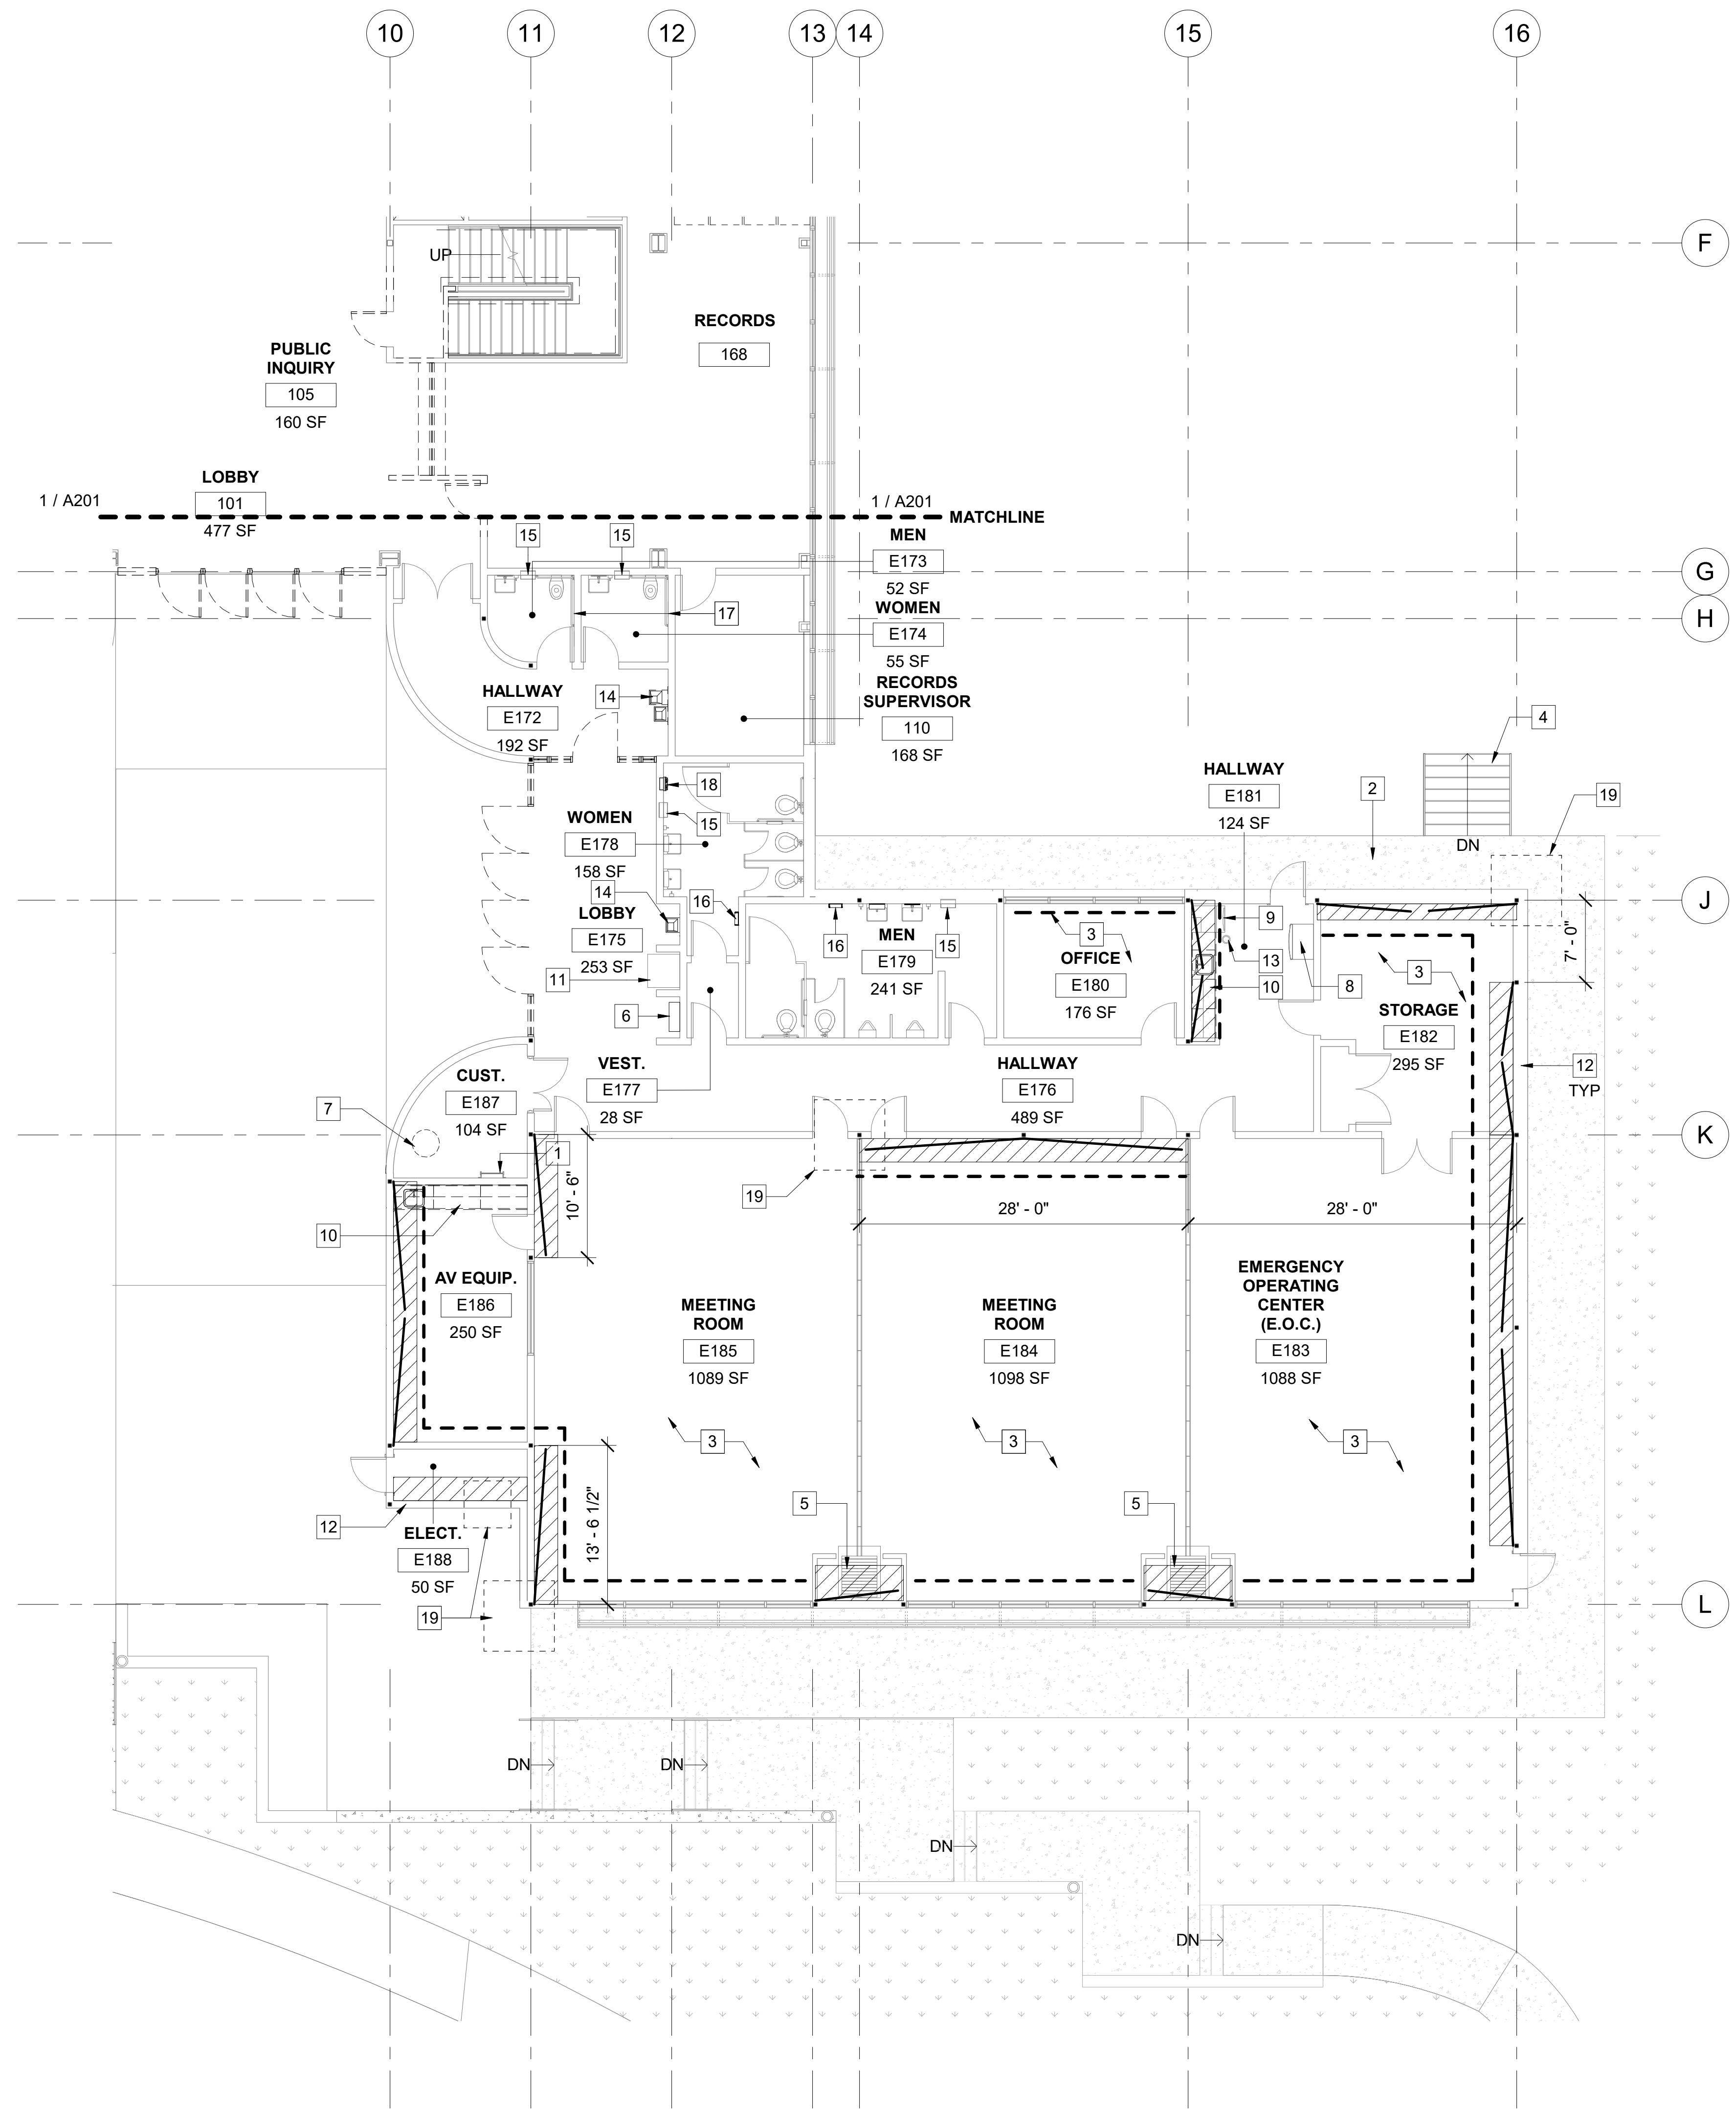 10
11
12
13
14
15
16
F
UP
RECORDS
168
PUBLIC
INQUIRY
105
160 SF
LOBBY
101
477 SF
1 / A201
1 / A201
MATCHLINE
15
15
MEN
E173
52 SF
G
WOMEN
E174
55 SF
H
17
RECORDS
SUPERVISOR
110
168 SF
HALLWAY
E172
192 SF
14
4
HALLWAY
E181
124 SF
2
19
18
15
WOMEN
E178
158 SF
DN
14
16
LOBBY
E175
253 SF
J
16
MEN
E179
241 SF
15
3
OFFICE
E180
176 SF
9
13
10
8
3
7' - 0"
11
6
STORAGE
E182
295 SF
12
TYP
VEST.
E177
28 SF
HALLWAY
E176
489 SF
CUST.
E187
104 SF
7
1
K
10' - 6"
19
28' - 0"
28' - 0"
10
AV EQUIP.
E186
250 SF
MEETING
ROOM
E185
1089 SF
MEETING
ROOM
E184
1098 SF
EMERGENCY
OPERATING
CENTER
(E.O.C.)
E183
1088 SF
3
3
3
5
5
12
ELECT.
E188
50 SF
13' - 6 1/2"
19
L
DN
DN
DN
DN